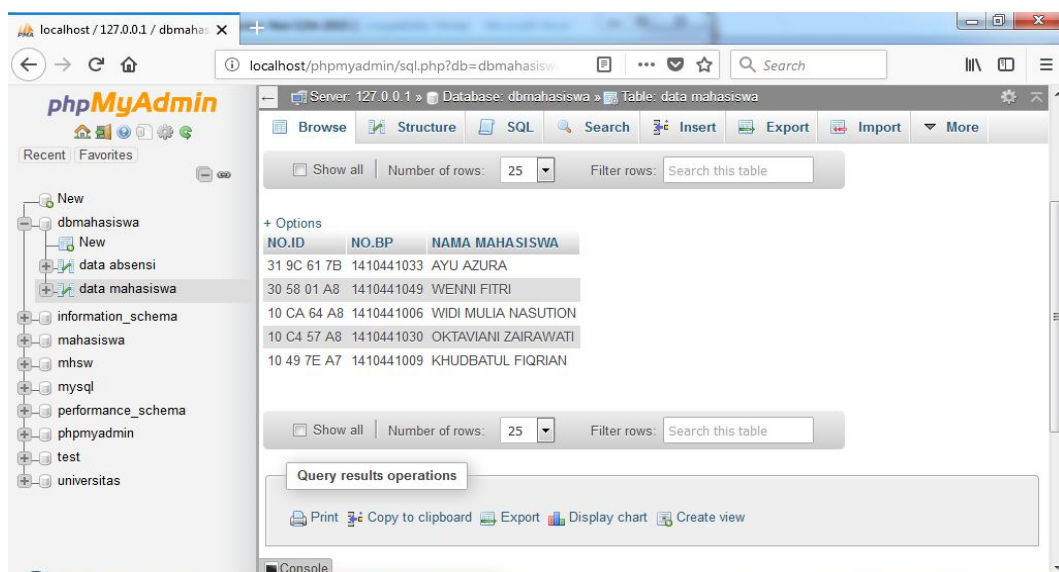 localhost / 127.0.0.1 / dbmahas
localhost/phpmyadmin/sql.php?db=dbmahasisw
Search
phpMyAdmin
Recent Favorites
New
dbmahasiswa
New
data absensi
data mahasiswa
information_schema
mahasiswa
mhsw
mysql
performance_schema
phpmyadmin
test
universitas
Server: 127.0.0.1 » Database: dbmahasiswa » Table: data mahasiswa
Browse Structure SQL Search Insert Export Import More
Show all Number of rows: 25 Filter rows: Search this table
+ Options
NO.ID NO.BP NAMA MAHASISWA
31 9C 61 7B 1410441033 AYU AZURA
30 58 01 A8 1410441049 WENNI FITRI
10 CA 64 A8 1410441006 WIDI MULIA NASUTION
10 C4 57 A8 1410441030 OKTAVIANI ZAIRAWATI
10 49 7E A7 1410441009 KHUDBATUL FIQRIAN
Show all Number of rows: 25 Filter rows: Search this table
Query results operations
Print Copy to clipboard Export Display chart Create view
Console